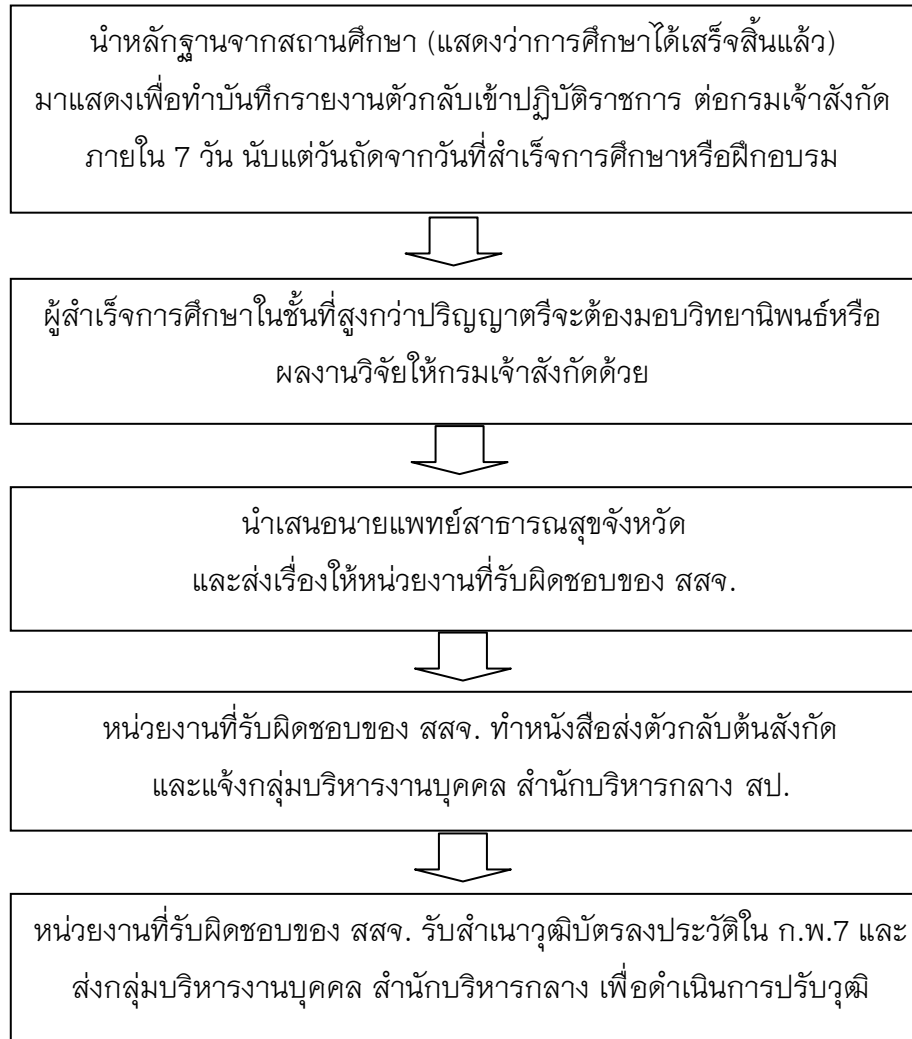 นำหลักฐานจากสถานศึกษา (แสดงว่าการศึกษาได้เสร็จสิ้นแล้ว)
มาแสดงเพื่อทำบันทึกรายงานตัวกลับเข้าปฏิบัติราชการ ต่อกรมเจ้าสังกัด
ภายใน 7 วัน นับแต่วันถัดจากวันที่สำเร็จการศึกษาหรือฝึกอบรม
ผู้สำเร็จการศึกษาในชั้นที่สูงกว่าปริญญาตรีจะต้องมอบวิทยานิพนธ์หรือ
ผลงานวิจัยให้กรมเจ้าสังกัดด้วย
นำเสนอนายแพทย์สาธารณสุขจังหวัด
และส่งเรื่องให้หน่วยงานที่รับผิดชอบของ สสจ.
หน่วยงานที่รับผิดชอบของ สสจ. ทำหนังสือส่งตัวกลับต้นสังกัด
และแจ้งกลุ่มบริหารงานบุคคล สำนักบริหารกลาง สป.
หน่วยงานที่รับผิดชอบของ สสจ. รับสำเนาวุฒิบัตรลงประวัติใน ก.พ.7 และ
ส่งกลุ่มบริหารงานบุคคล สำนักบริหารกลาง เพื่อดำเนินการปรับวุฒิ